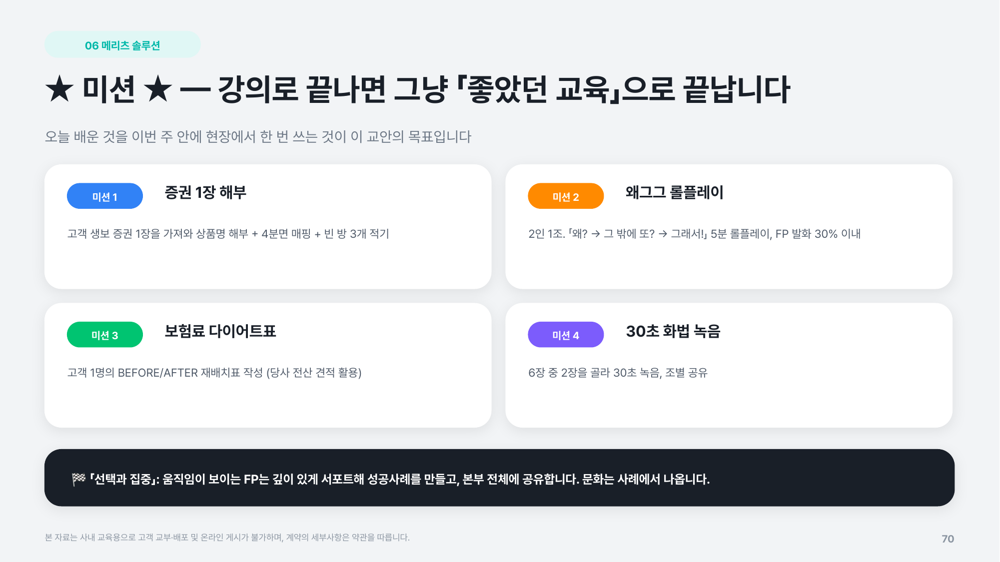 06 메리츠 솔루션
★ 미션 ★ — 강의로 끝나면 그냥 「좋았던 교육」으로 끝납니다
오늘 배운 것을 이번 주 안에 현장에서 한 번 쓰는 것이 이 교안의 목표입니다
미션 1
증권 1장 해부
고객 생보 증권 1장을 가져와 상품명 해부 + 4분면 매핑 + 빈 방 3개 적기
미션 2
왜그그 롤플레이
2인 1조. 「왜? → 그 밖에 또? → 그래서!」 5분 롤플레이, FP 발화 30% 이내
미션 3
보험료 다이어트표
고객 1명의 BEFORE/AFTER 재배치표 작성 (당사 전산 견적 활용)
미션 4
30초 화법 녹음
6장 중 2장을 골라 30초 녹음, 조별 공유
🏁 「선택과 집중」: 움직임이 보이는 FP는 깊이 있게 서포트해 성공사례를 만들고, 본부 전체에 공유합니다. 문화는 사례에서 나옵니다.
본 자료는 사내 교육용으로 고객 교부·배포 및 온라인 게시가 불가하며, 계약의 세부사항은 약관을 따릅니다.
70